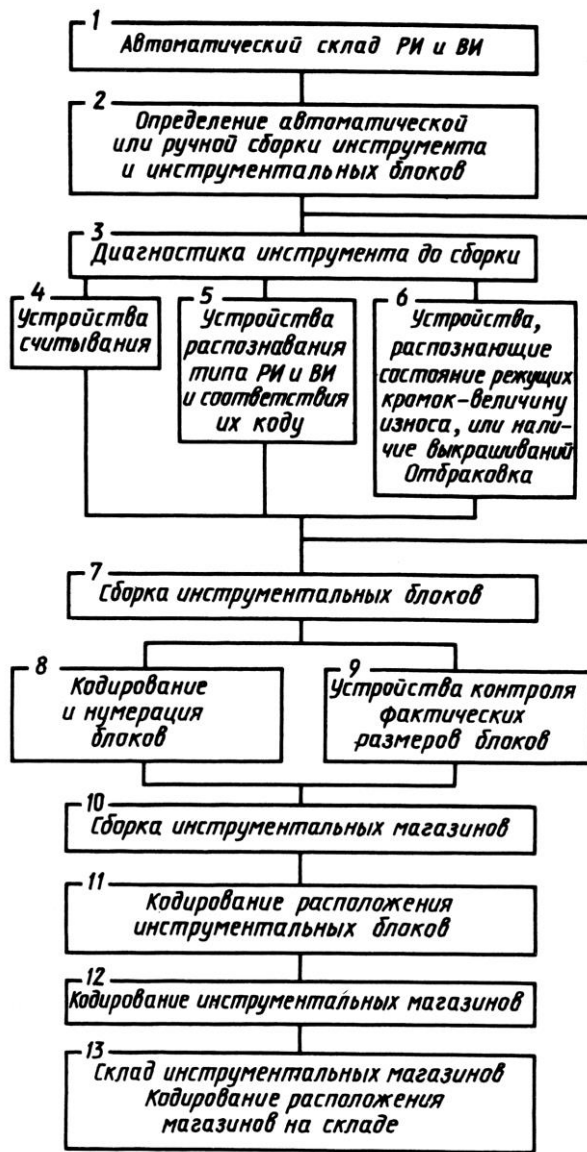 1
Автоматический склад РИ и ВИ
2
Определение автоматической
или ручной сборки инструмента
и инструментальных блоков
3
Диагностика инструмента до сборки
4
Устройства
считывания
5
Устройства
распознавания
типа РИ и ВИ
и соответствия
их коду
6
Устройства,
распознающие
состояние режущих
кромок-величину
износа, или нали-
чие выкрашиваний
Отбраковка
7
Сборка инструментальных блоков
8
Кодирование
и нумерация
блоков
9
Устройства контроля
фактических
размеров блоков
10
Сборка инструментальных магазинов
11
Кодирование расположения
инструментальных блоков
12
Кодирование инструментальных магазинов
13
Склад инструментальных магазинов
Кодирование расположения
магазинов на складе